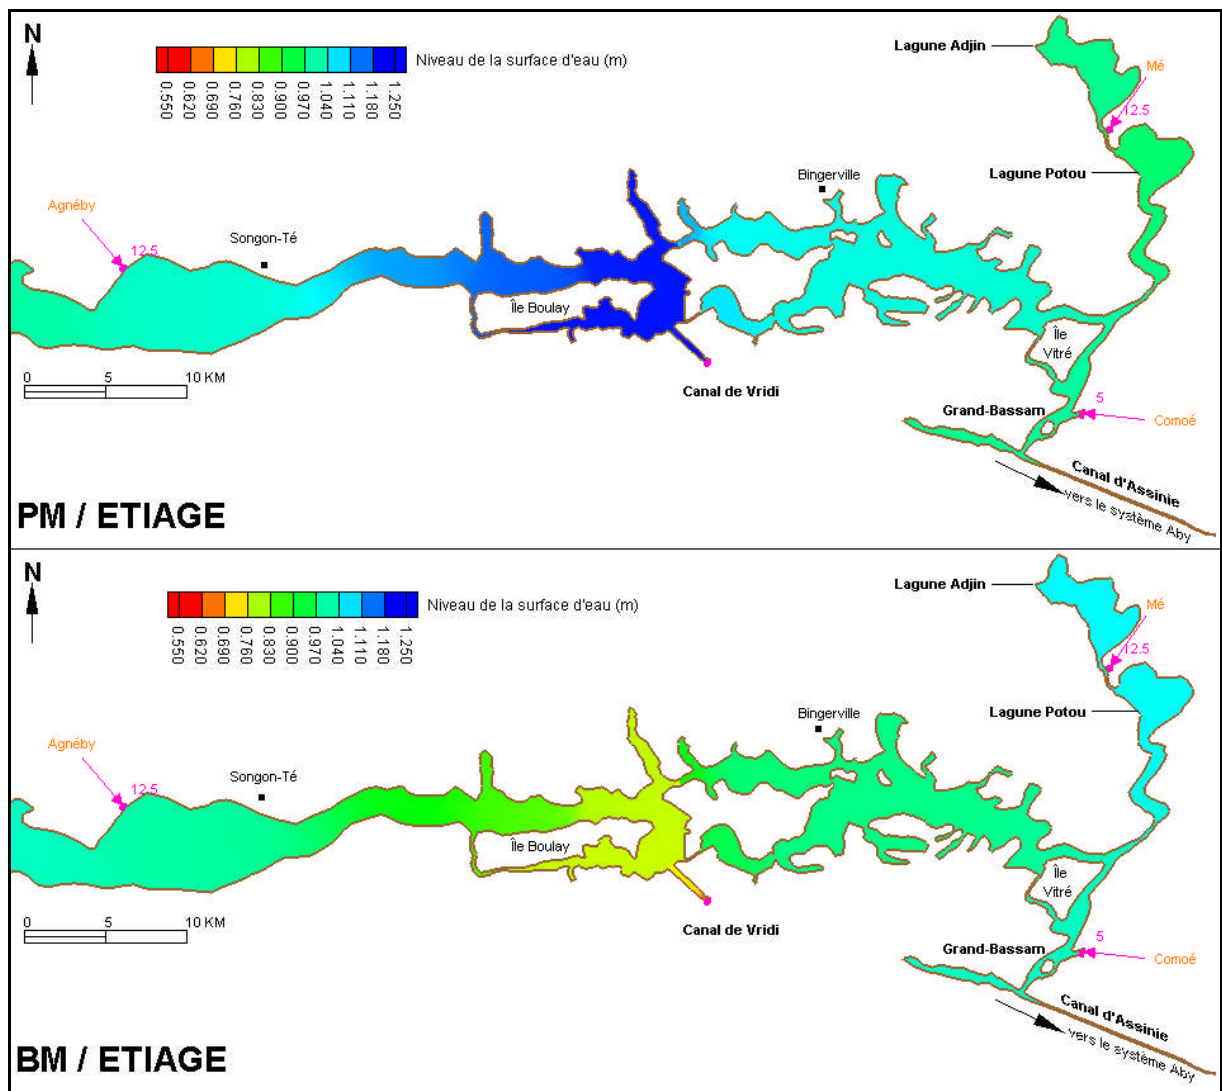 N
Niveau de la surface d'eau (m)
0.550
0.620
0.690
0.760
0.830
0.900
0.970
1.040
1.110
1.180
1.250
Lagune Adjin
Mé
12.5
Lagune Potou
Bingerville
Agnéby
12.5
Songon-Té
Île Boulay
Île
Vitré
0 5 10 KM
Canal de Vridi
5
Grand-Bassam
Comoé
Canal d'Assinie
vers le système Aby
PM / ETIAGE
N
Niveau de la surface d'eau (m)
0.550
0.620
0.690
0.760
0.830
0.900
0.970
1.040
1.110
1.180
1.250
Lagune Adjin
Mé
12.5
Lagune Potou
Bingerville
Agnéby
12.5
Songon-Té
Île Boulay
Île
Vitré
0 5 10 KM
Canal de Vridi
5
Grand-Bassam
Comoé
Canal d'Assinie
vers le système Aby
BM / ETIAGE